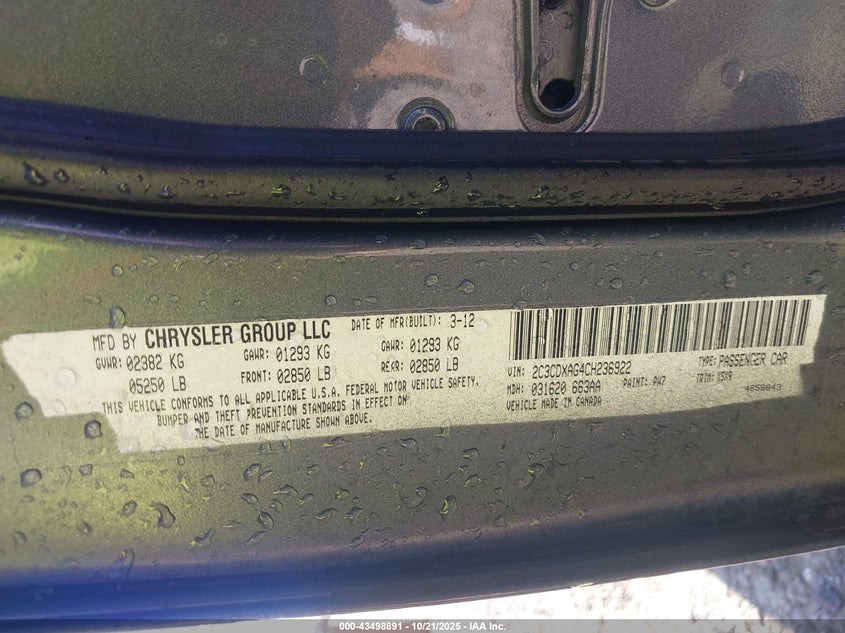 MFD BY CHRYSLER GROUP LLC DATE OF MFR(BUILT): 3-12
GVWR: 02382 KG GAWR: 01293 KG GAWR: 01293 KG
05250 LB FRONT: 02850 LB REAR: 02850 LB
THIS VEHICLE CONFORMS TO ALL APPLICABLE U.S.A. FEDERAL MOTOR VEHICLE SAFETY,
BUMPER AND THEFT PREVENTION STANDARDS IN EFFECT ON
THE DATE OF MANUFACTURE SHOWN ABOVE.
VIN: 2C3CDXAG4CH236922 TYPE: PASSENGER CAR
MDH: 031620 663AA PAINT: PW7 TRIM:
VEHICLE MADE IN CANADA 4658843
000-43498891 - 10/21/2025 - IAA Inc.